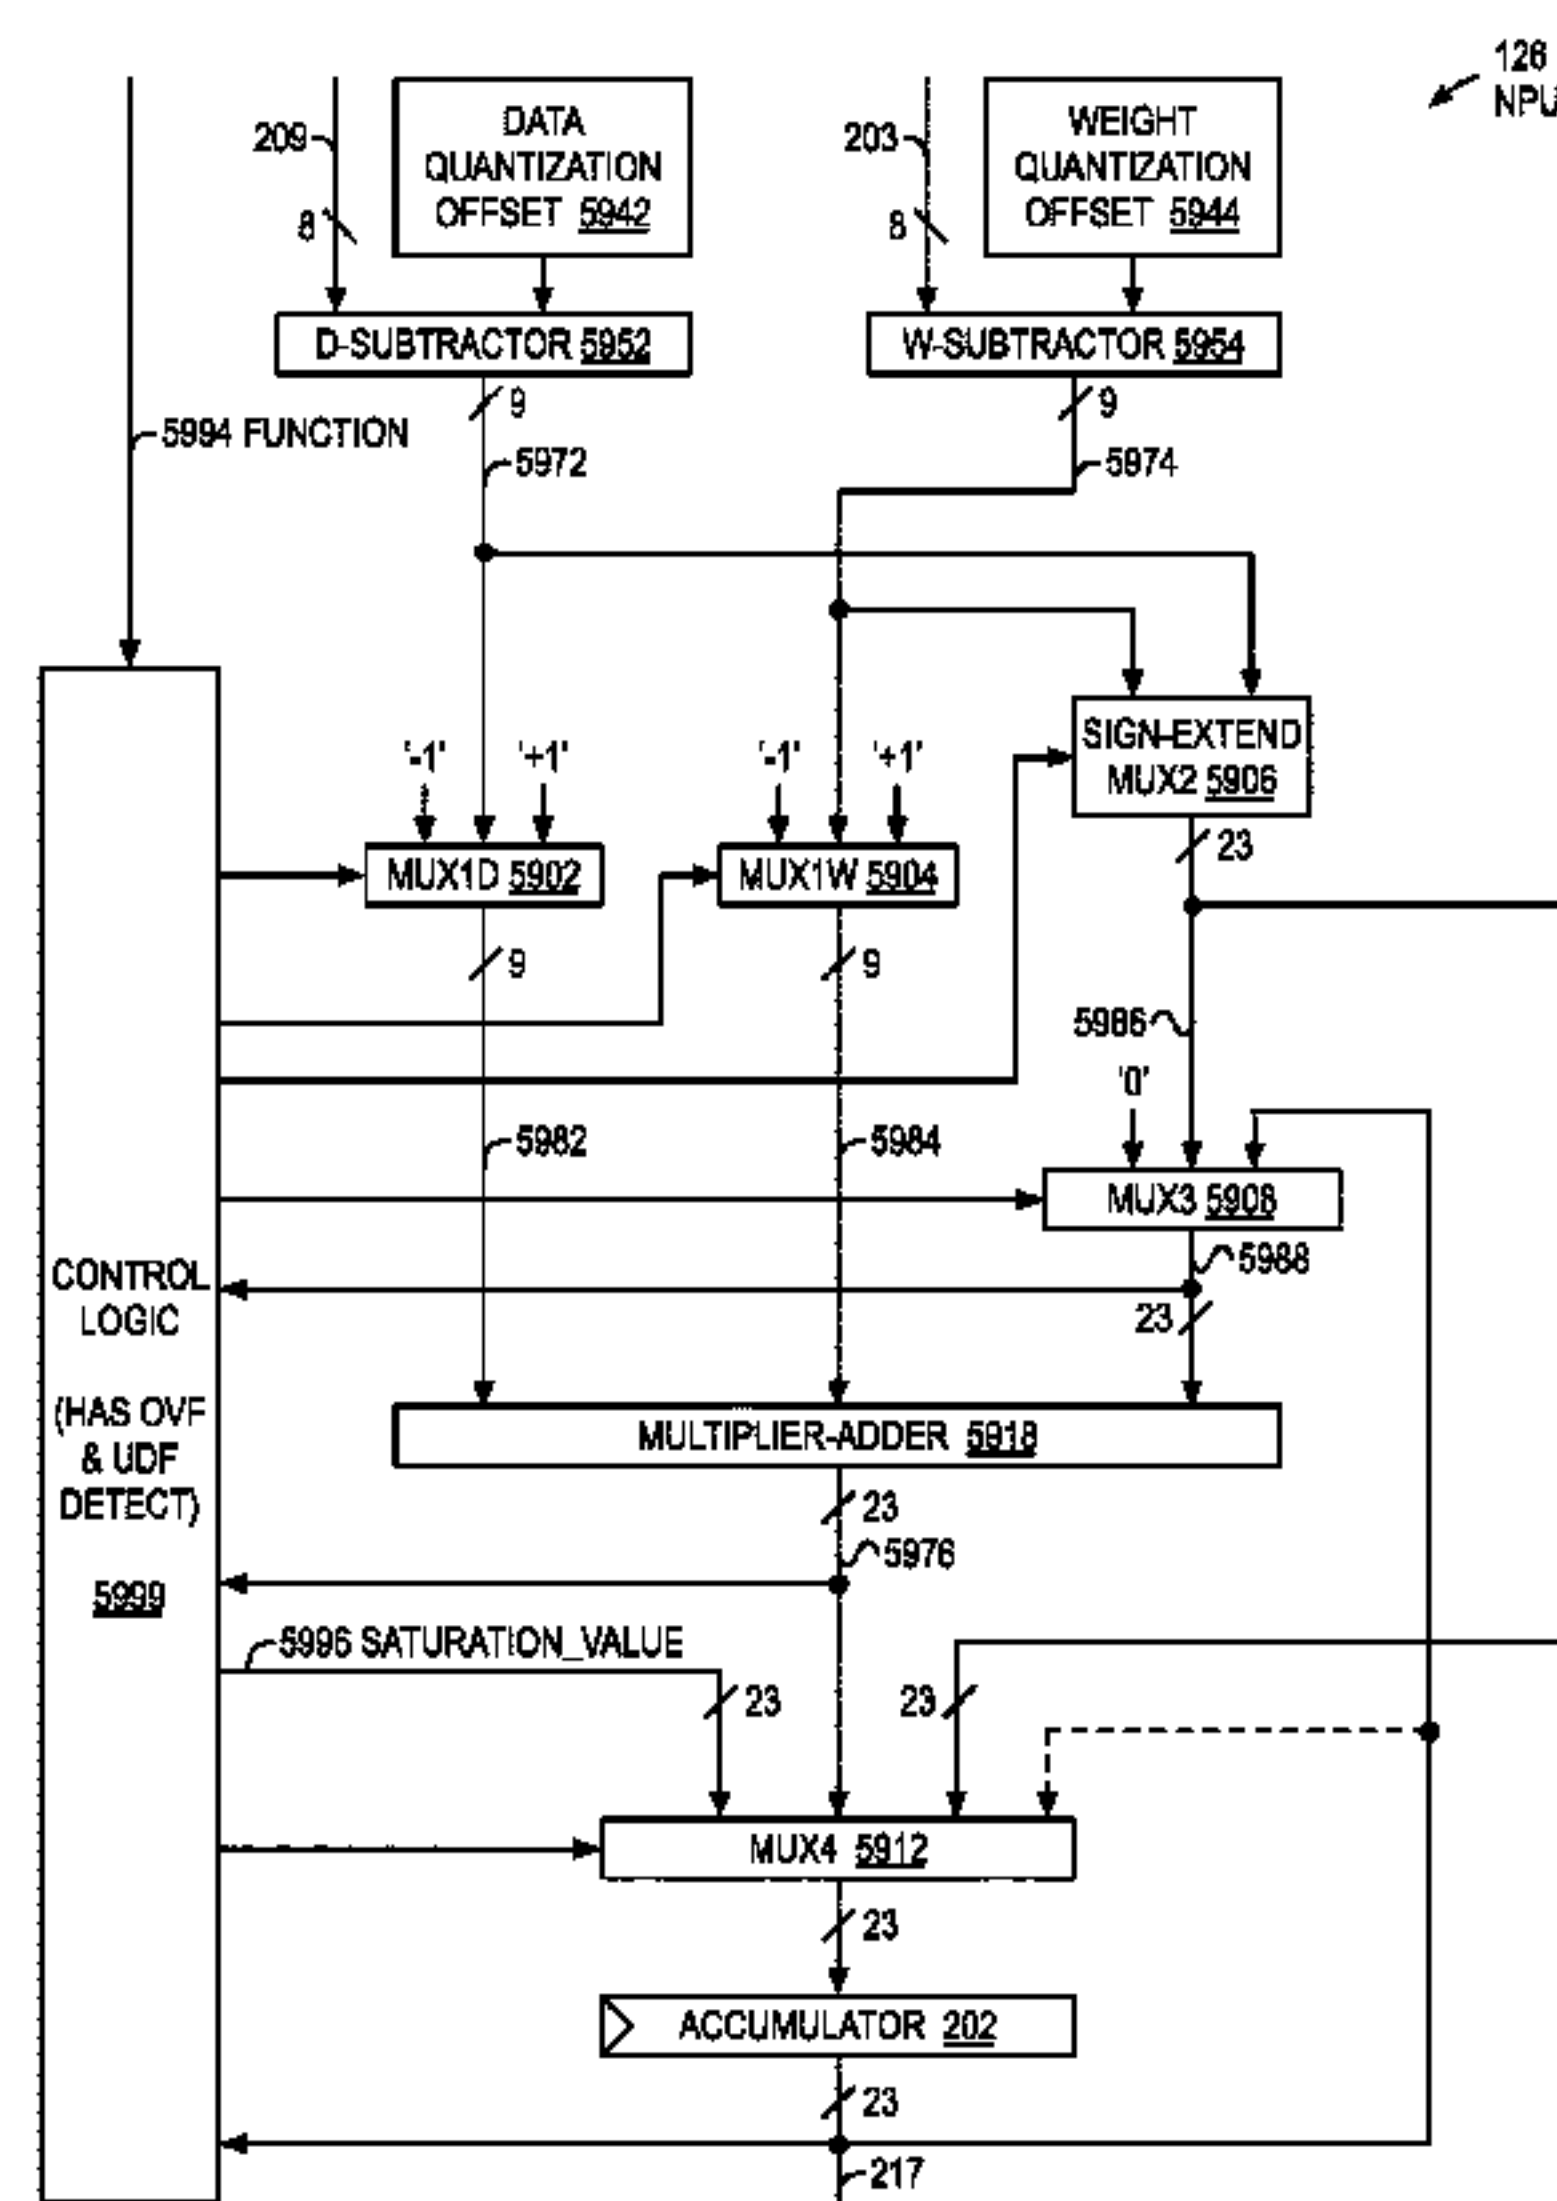 126
NPU
209
DATA
QUANTIZATION
OFFSET 5942
203
WEIGHT
QUANTIZATION
OFFSET 5944
8
8
D-SUBTRACTOR 5952
W-SUBTRACTOR 5954
9
9
5994 FUNCTION
5972
5974
'-1'
'+1'
'-1'
'+1'
SIGN-EXTEND
MUX2 5906
23
MUX1D 5902
MUX1W 5904
9
9
5986
'0'
5982
5984
MUX3 5908
5988
23
CONTROL
LOGIC
(HAS OVF
& UDF
DETECT)
5999
MULTIPLIER-ADDER 5918
23
5976
5996 SATURATION_VALUE
23
23
MUX4 5912
23
ACCUMULATOR 202
23
217